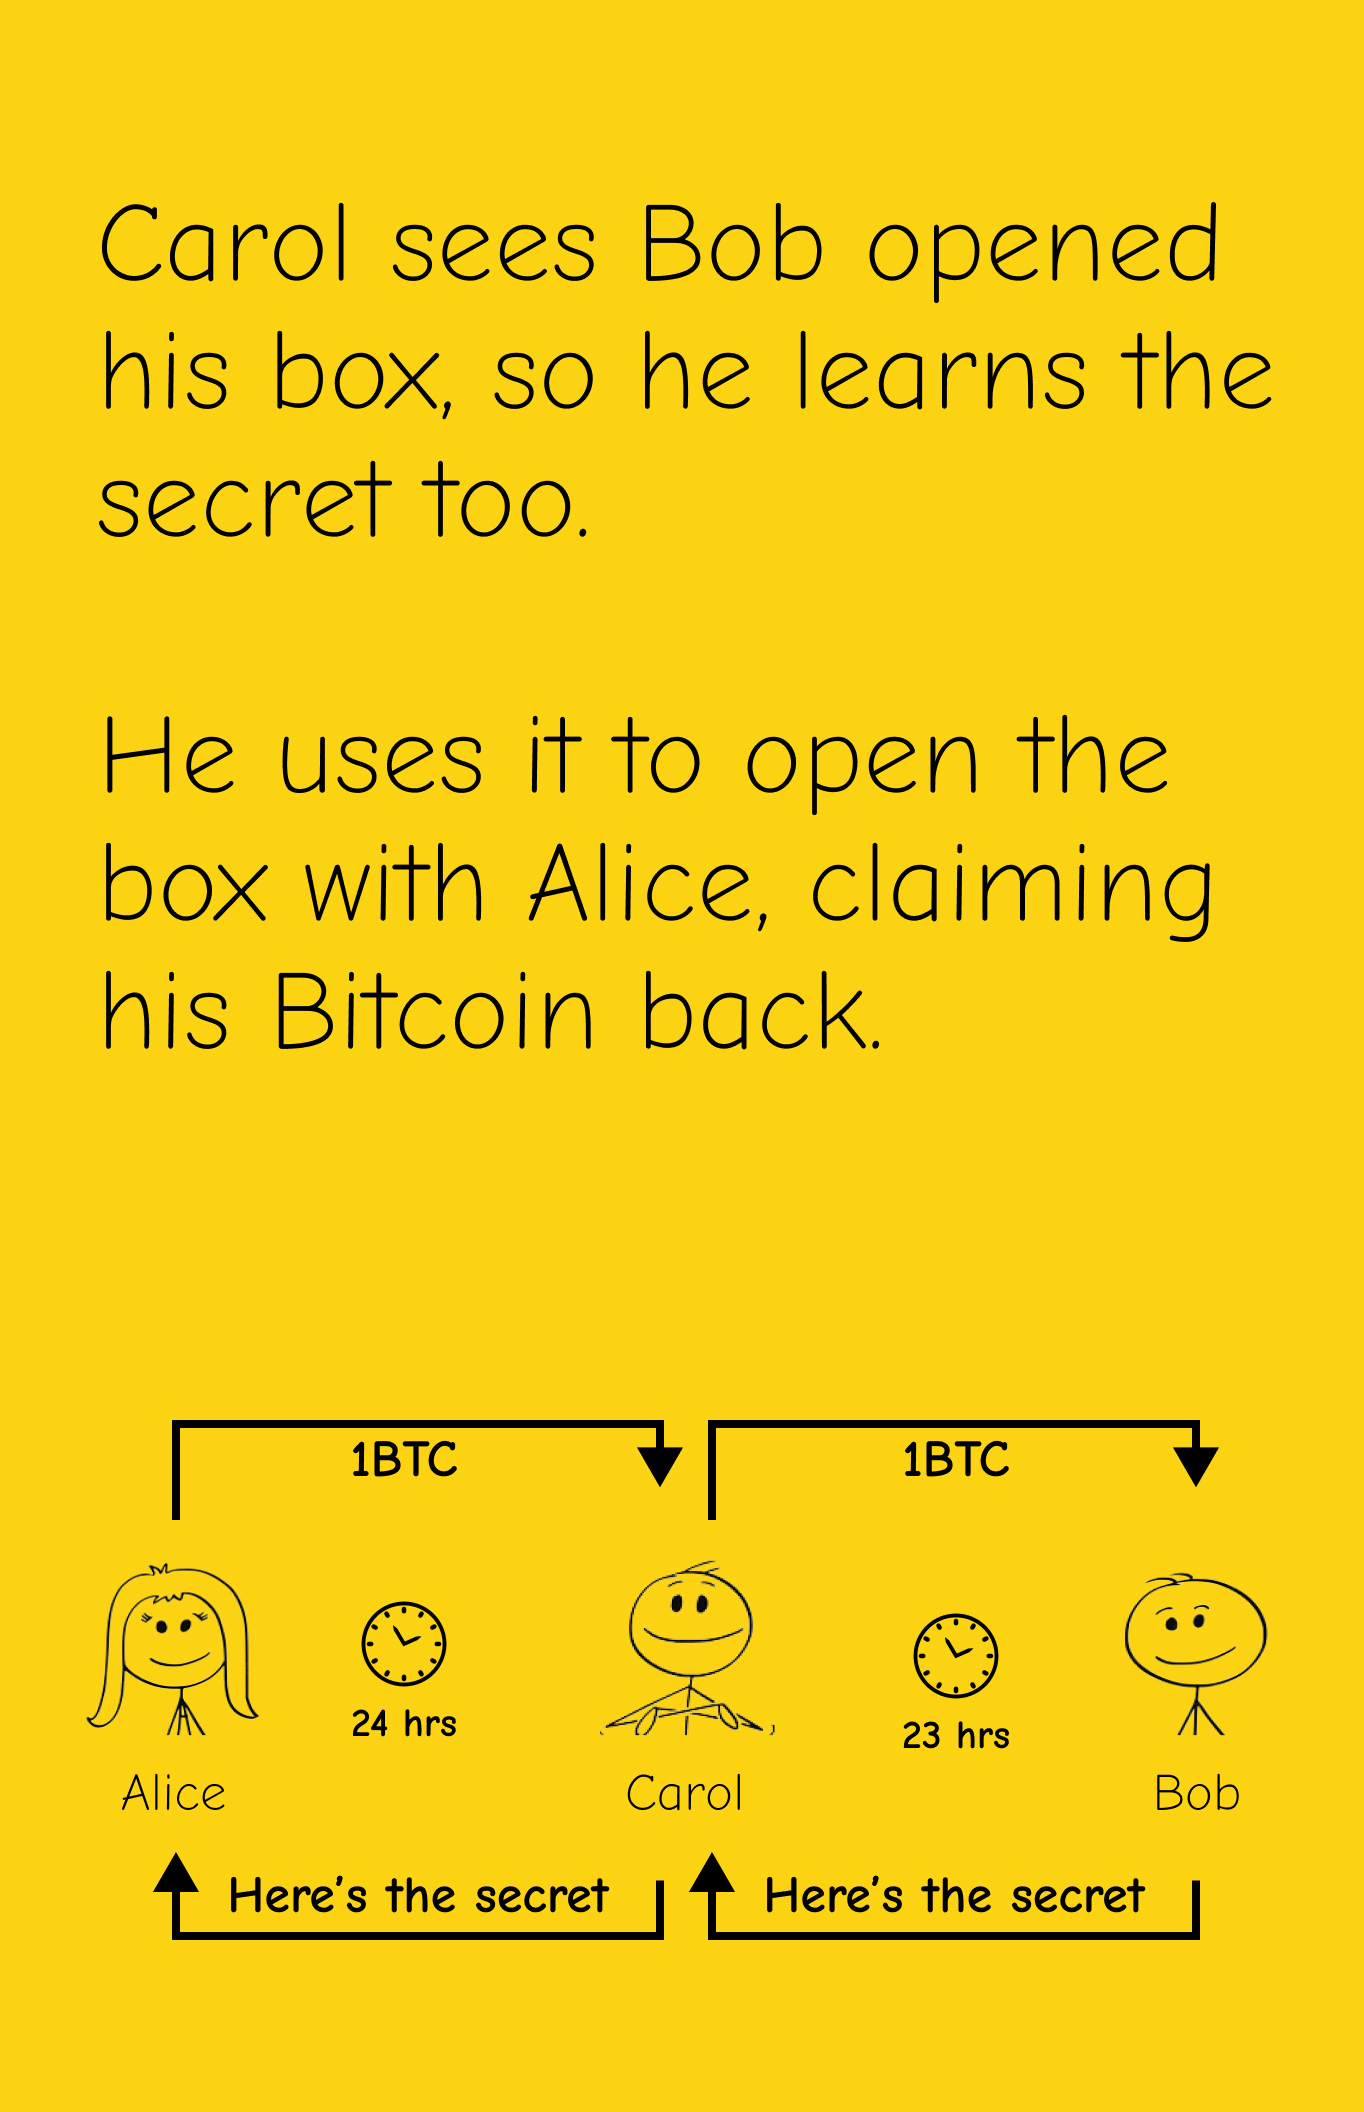 Carol sees Bob opened
his box, so he learns the
secret too.
He uses it to open the
box with Alice, claiming
his Bitcoin back.
1BTC
1BTC
24 hrs
23 hrs
Alice
Carol
Bob
Here's the secret
Here's the secret